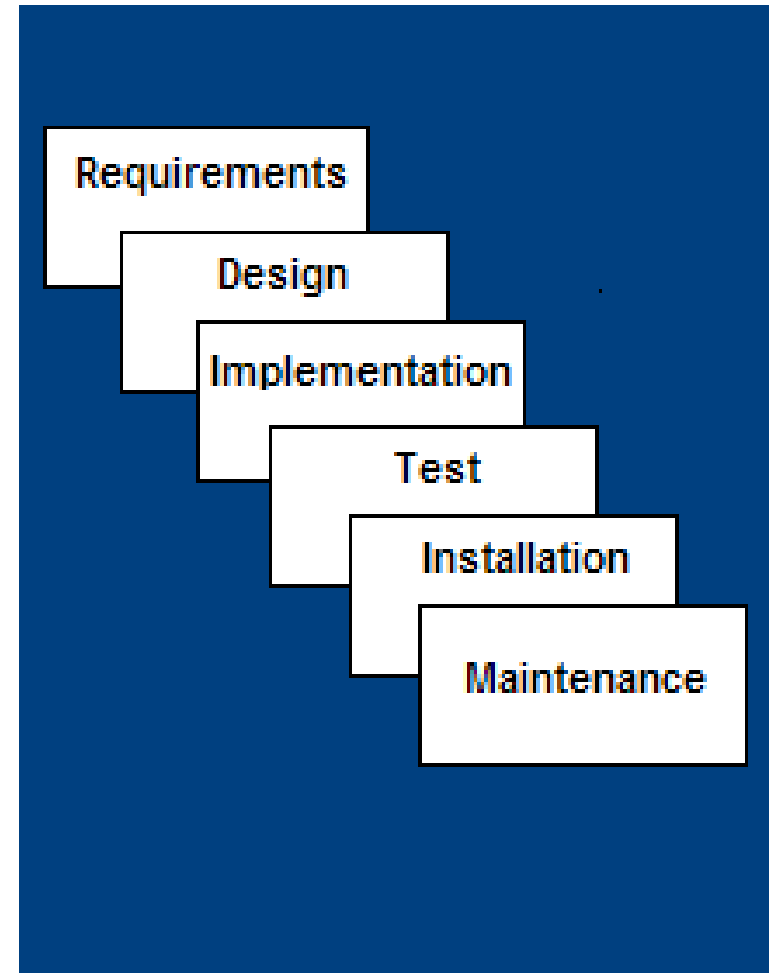 Requirements
Design
Implementation
Test
Installation
Maintenance